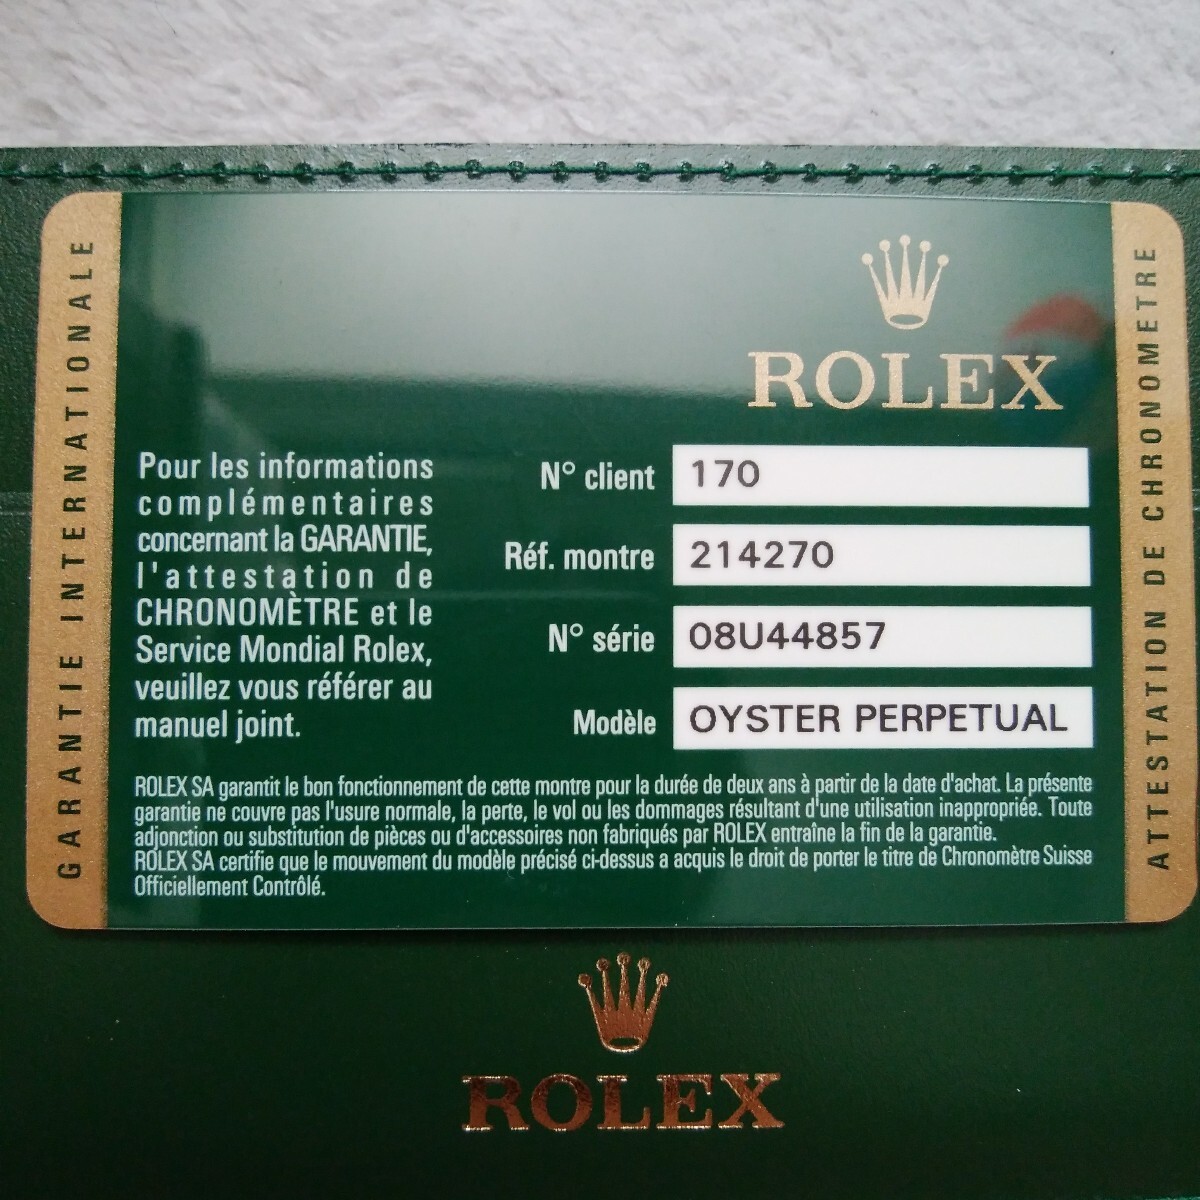 GARANTIE INTERNATIONALE
ROLEX
Pour les informations
complémentaires
concernant la GARANTIE,
l'attestation de
CHRONOMÈTRE et le
Service Mondial Rolex,
veuillez vous référer au
manuel joint.
N° client 170
Réf. montre 214270
N° série 08U44857
Modèle OYSTER PERPETUAL
ROLEX SA garantit le bon fonctionnement de cette montre pour la durée de deux ans à partir de la date d'achat. La présente
garantie ne couvre pas l'usure normale, la perte, le vol ou les dommages résultant d'une utilisation inappropriée. Toute
adjonction ou substitution de pièces ou d'accessoires non fabriqués par ROLEX entraîne la fin de la garantie.
ROLEX SA certifie que le mouvement du modèle précisé ci-dessus a acquis le droit de porter le titre de Chronomètre Suisse
Officiellement Contrôlé.
ATTESTATION DE CHRONOMETRE
ROLEX